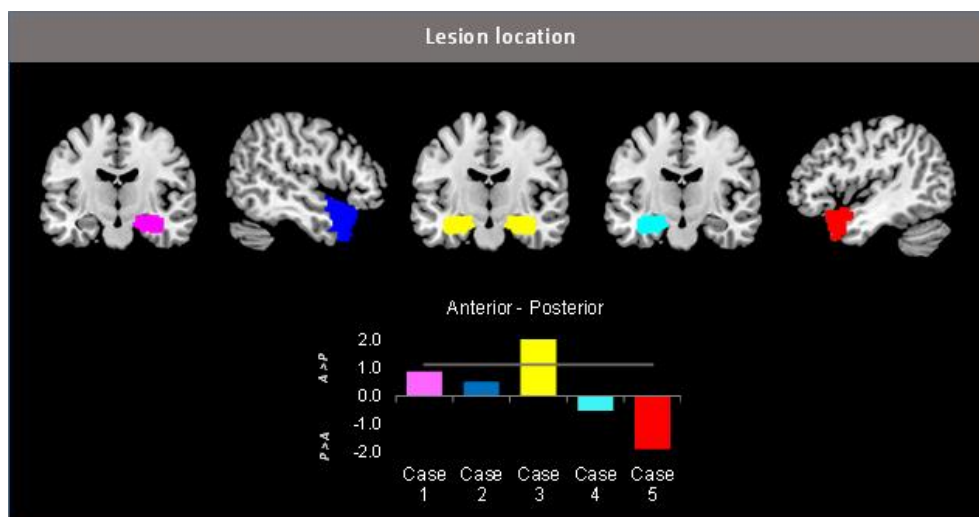 Lesion location
Anterior - Posterior
A > P
P > A
2.0
1.0
0.0
-1.0
-2.0
Case Case Case Case Case
1 2 3 4 5